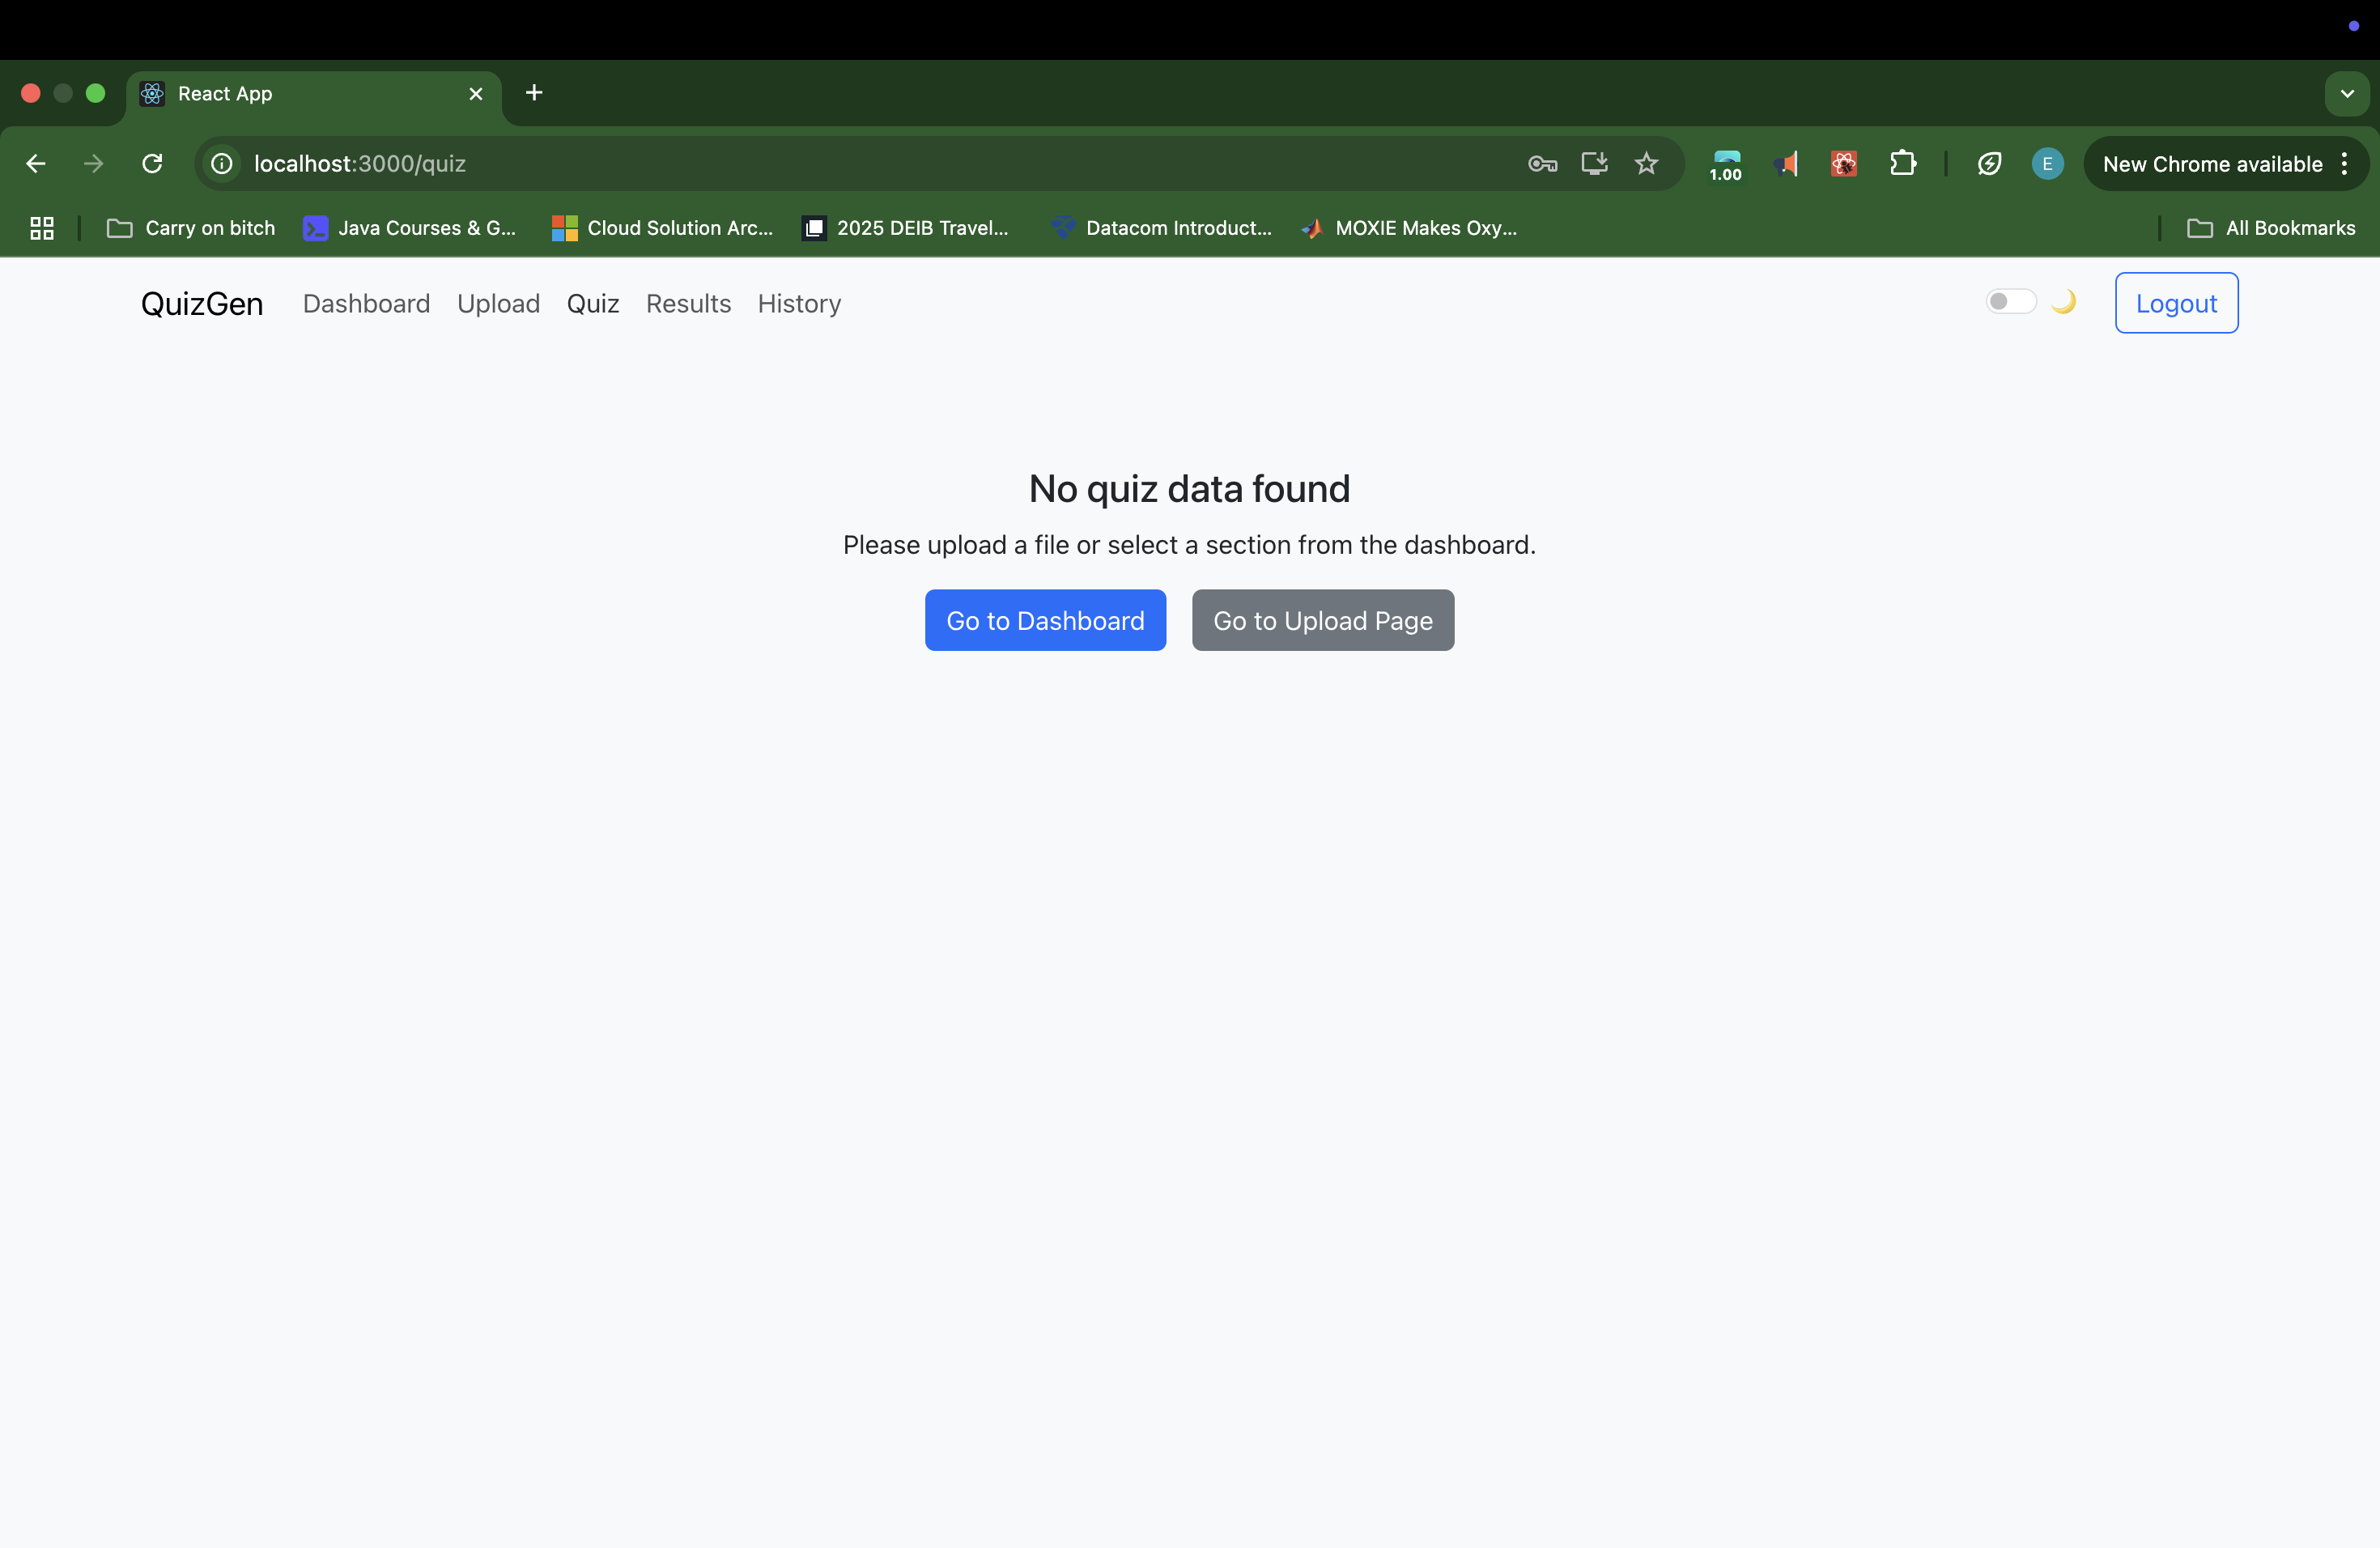 React App
localhost:3000/quiz
1.00
E
New Chrome available
Carry on bitch
Java Courses & G...
Cloud Solution Arc...
2025 DEIB Travel...
Datacom Introduct...
MOXIE Makes Oxy...
All Bookmarks
QuizGen
Dashboard
Upload
Quiz
Results
History
Logout
No quiz data found
Please upload a file or select a section from the dashboard.
Go to Dashboard
Go to Upload Page